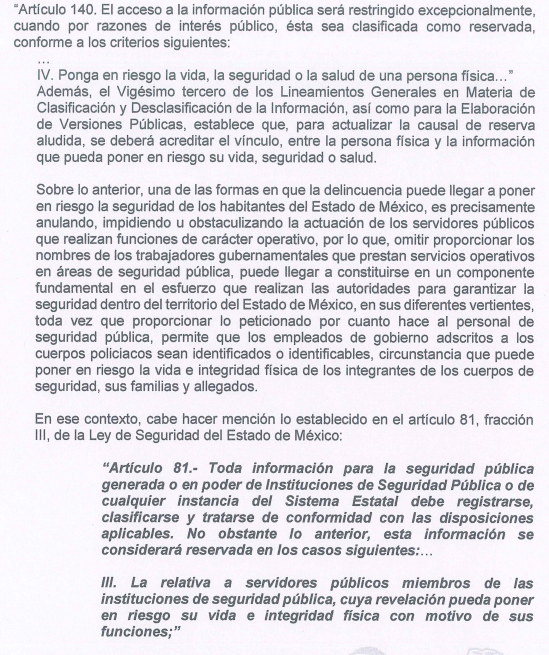 “Artículo 140. El acceso a la información pública será restringido excepcionalmente,
cuando por razones de interés público, ésta sea clasificada como reservada,
conforme a los criterios siguientes:
...
IV. Ponga en riesgo la vida, la seguridad o la salud de una persona física...”
Además, el Vigésimo tercero de los Lineamientos Generales en Materia de
Clasificación y Desclasificación de la Información, así como para la Elaboración
de Versiones Públicas, establece que, para actualizar la causal de reserva
aludida, se deberá acreditar el vínculo, entre la persona física y la información
que pueda poner en riesgo su vida, seguridad o salud.
Sobre lo anterior, una de las formas en que la delincuencia puede llegar a poner
en riesgo la seguridad de los habitantes del Estado de México, es precisamente
anulando, impidiendo u obstaculizando la actuación de los servidores públicos
que realizan funciones de carácter operativo, por lo que, omitir proporcionar los
nombres de los trabajadores gubernamentales que prestan servicios operativos
en áreas de seguridad pública, puede llegar a constituirse en un componente
fundamental en el esfuerzo que realizan las autoridades para garantizar la
seguridad dentro del territorio del Estado de México, en sus diferentes vertientes,
toda vez que proporcionar lo peticionado por cuanto hace al personal de
seguridad pública, permite que los empleados de gobierno adscritos a los
cuerpos policiacos sean identificados o identificables, circunstancia que puede
poner en riesgo la vida e integridad física de los integrantes de los cuerpos de
seguridad, sus familias y allegados.
En ese contexto, cabe hacer mención lo establecido en el artículo 81, fracción
III, de la Ley de Seguridad del Estado de México:
“Artículo 81.- Toda información para la seguridad pública
generada o en poder de Instituciones de Seguridad Pública o de
cualquier instancia del Sistema Estatal debe registrarse,
clasificarse y tratarse de conformidad con las disposiciones
aplicables. No obstante lo anterior, esta información se
considerará reservada en los casos siguientes:...
III. La relativa a servidores públicos miembros de las
instituciones de seguridad pública, cuya revelación pueda poner
en riesgo su vida e integridad física con motivo de sus
funciones;”